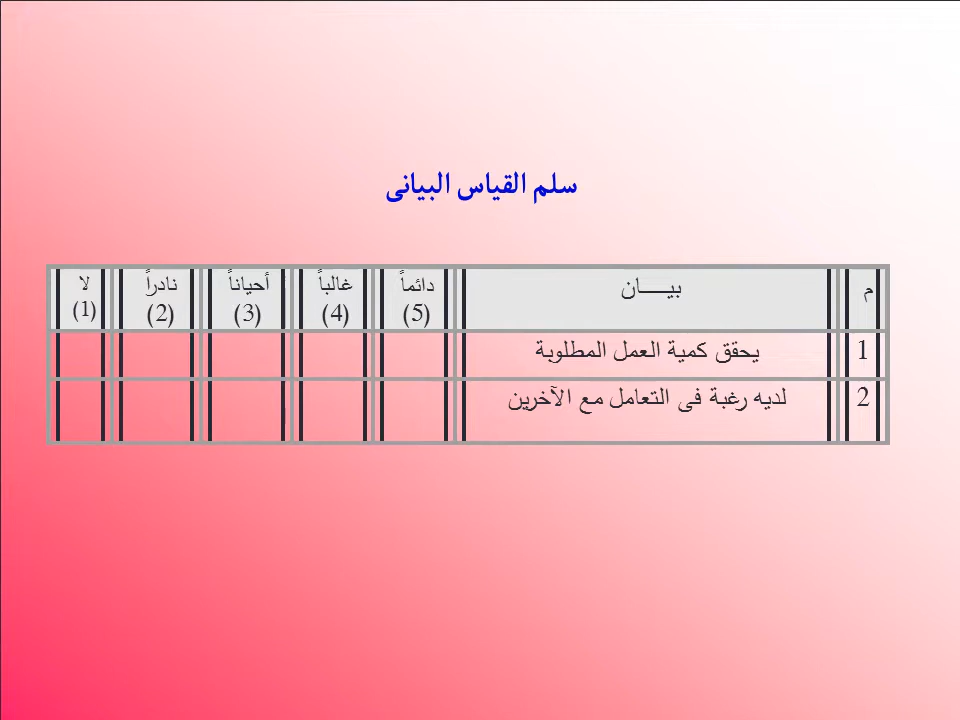 سلم القياس البيانى
م بيـــــان دائماً غالباً أحياناً نادراً لا
(5) (4) (3) (2) (1)
1 يحقق كمية العمل المطلوبة
2 لديه رغبة فى التعامل مع الآخرين